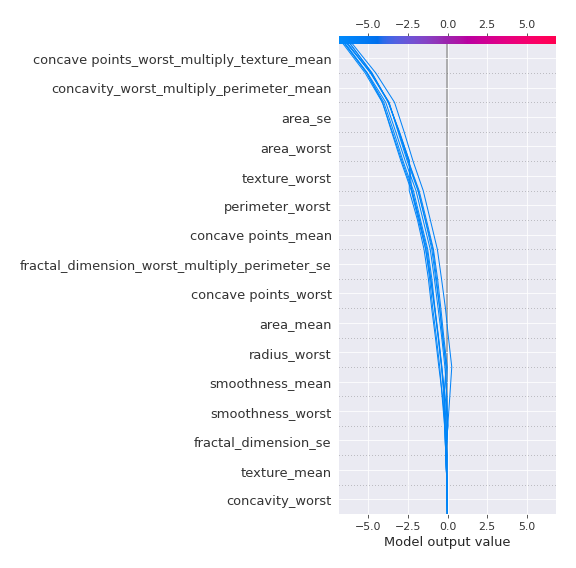 −5.0 −2.5 0.0 2.5 5.0
concave points_worst_multiply_texture_mean
concavity_worst_multiply_perimeter_mean
area_se
area_worst
texture_worst
perimeter_worst
concave points_mean
fractal_dimension_worst_multiply_perimeter_se
concave points_worst
area_mean
radius_worst
smoothness_mean
smoothness_worst
fractal_dimension_se
texture_mean
concavity_worst
−5.0 −2.5 0.0 2.5 5.0
Model output value